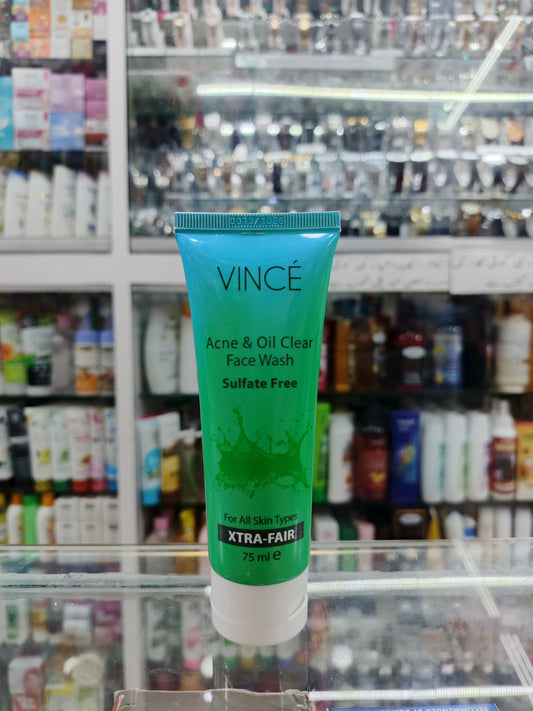 VINCÉ
Acne & Oil Clear
Face Wash
Sulfate Free
For All Skin Types
XTRA-FAIR
75 ml e